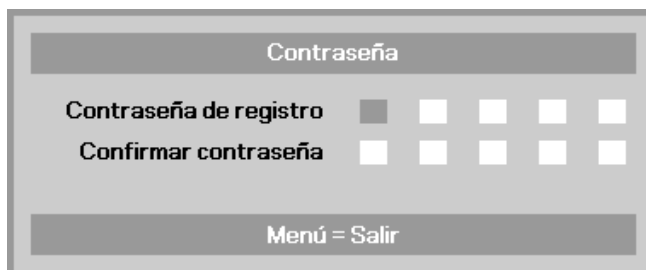 Contraseña
Contraseña de registro
Confirmar contraseña
Menú = Salir